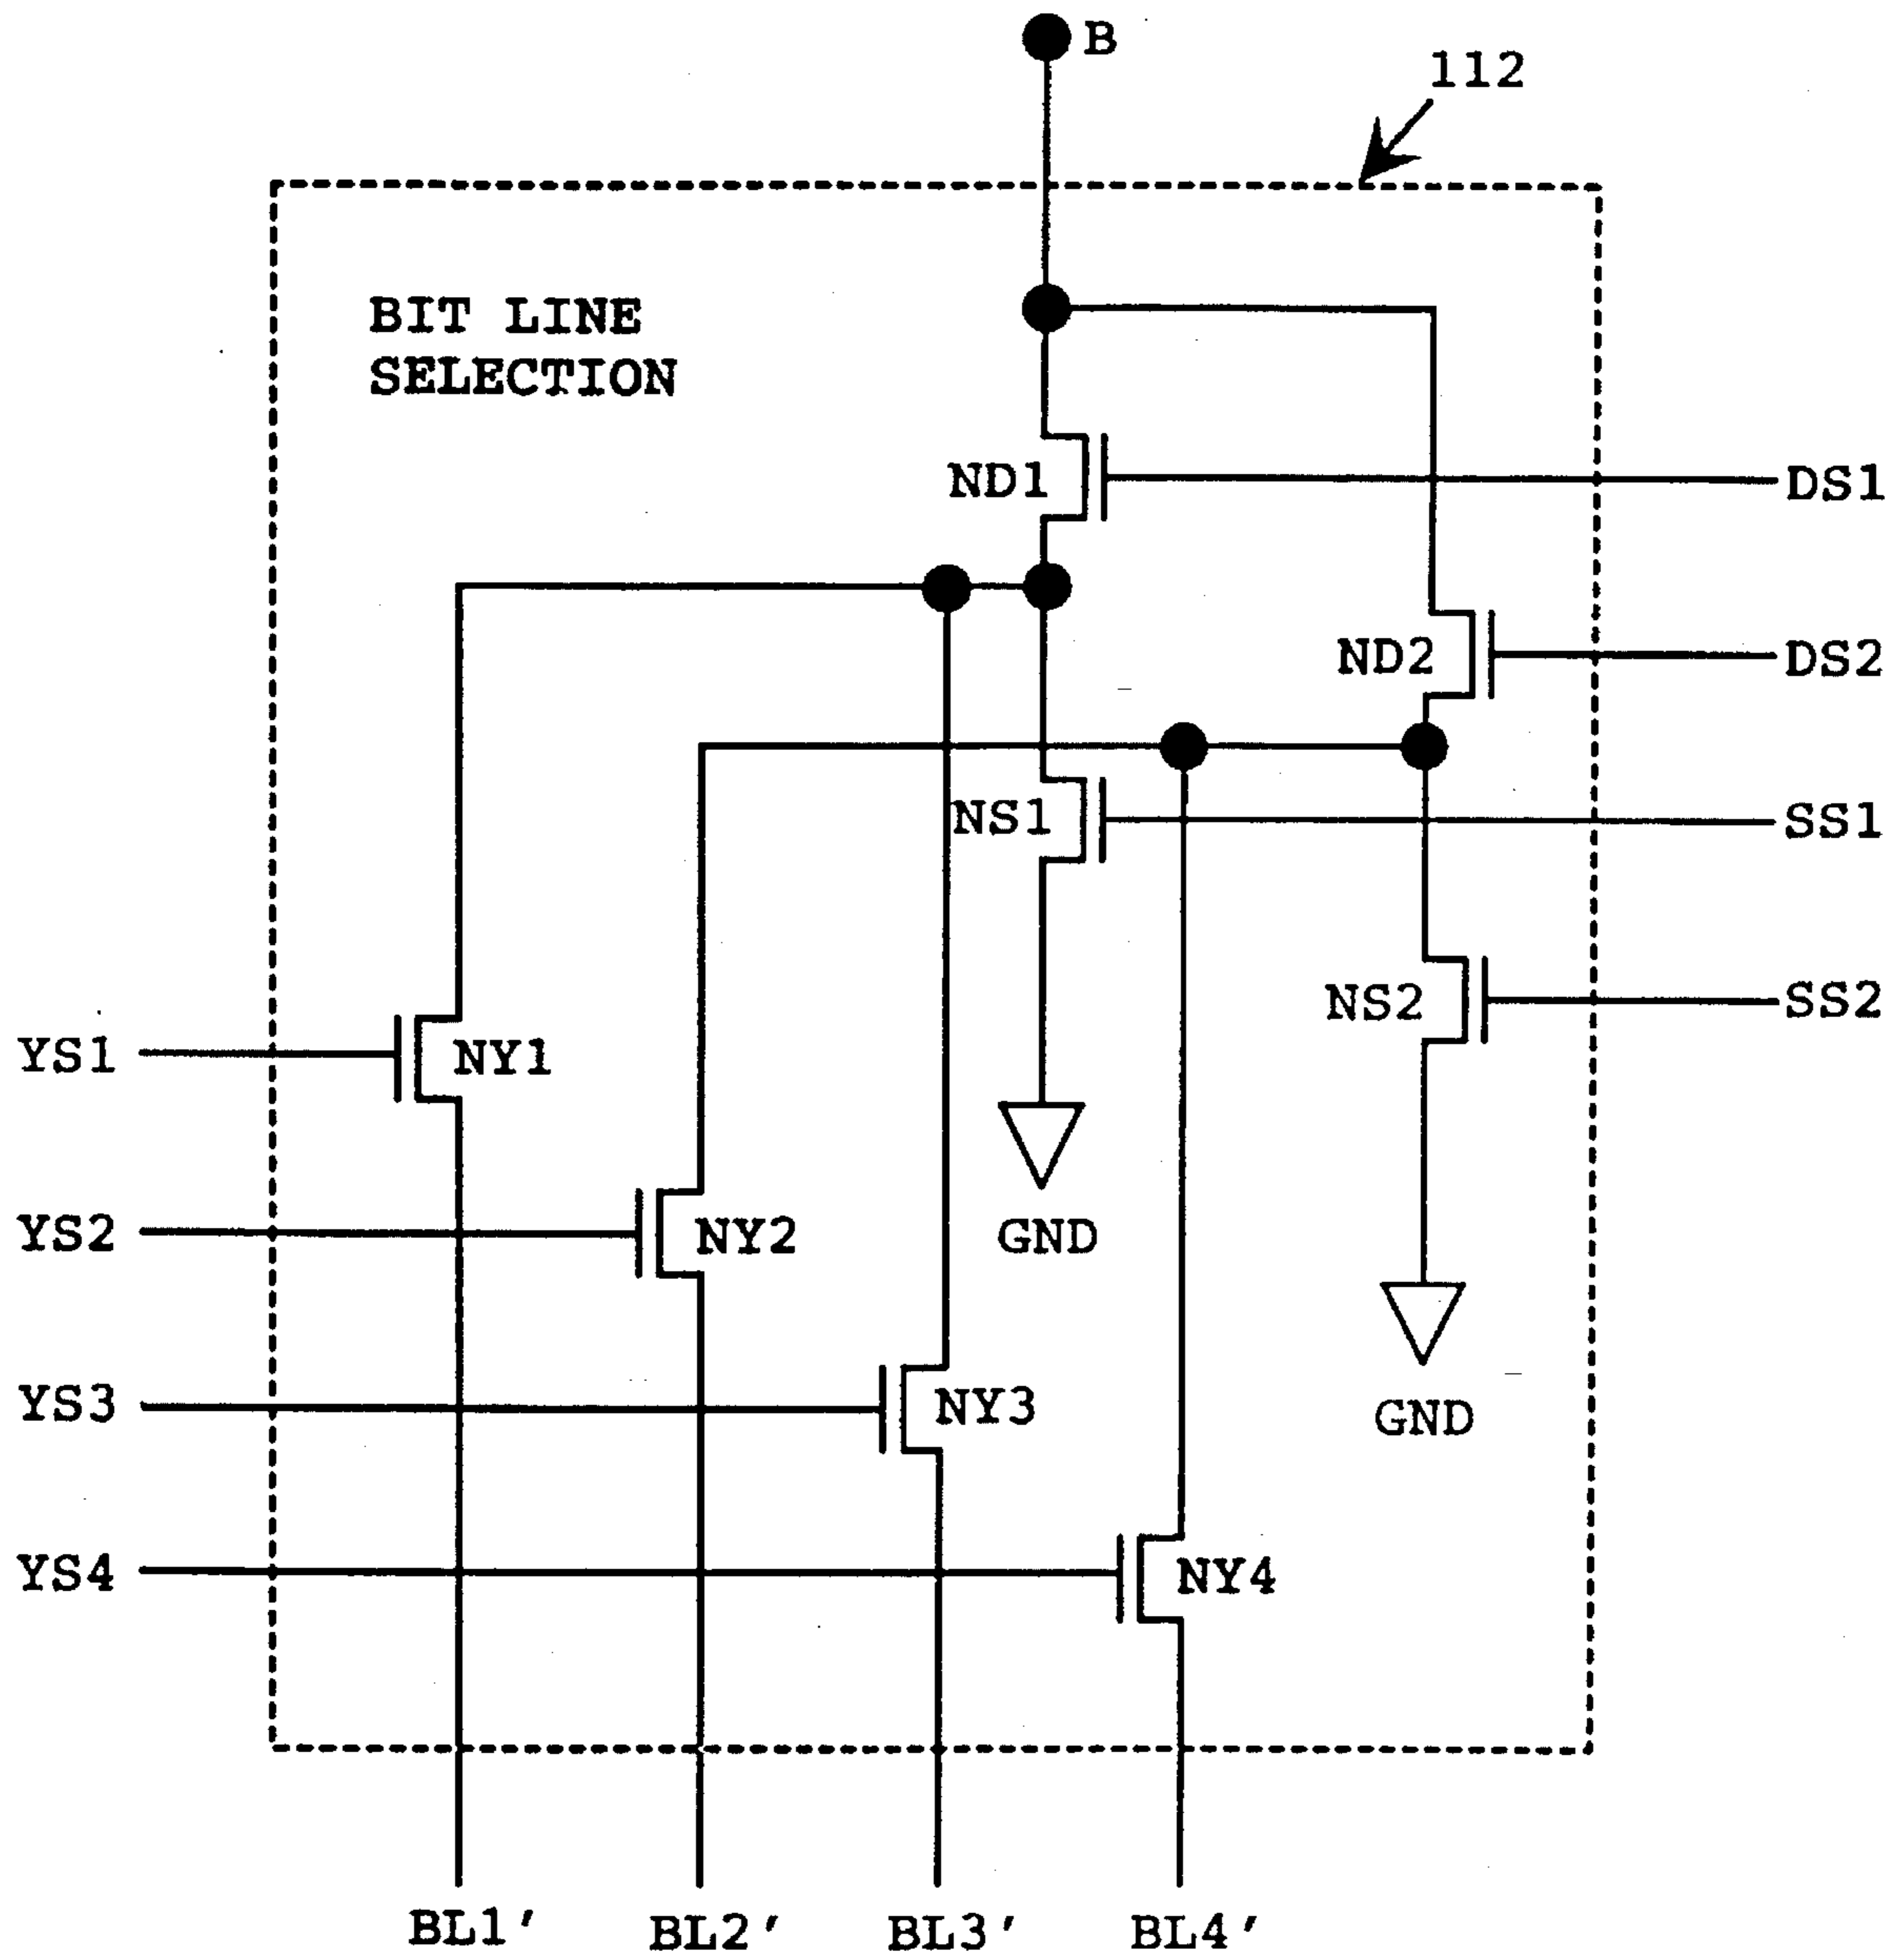 B
112
BIT LINE
SELECTION
ND1
DS1
ND2
DS2
NS1
SS1
NS2
SS2
YS1
NY1
YS2
NY2
GND
YS3
NY3
GND
YS4
NY4
BL1'
BL2'
BL3'
BL4'